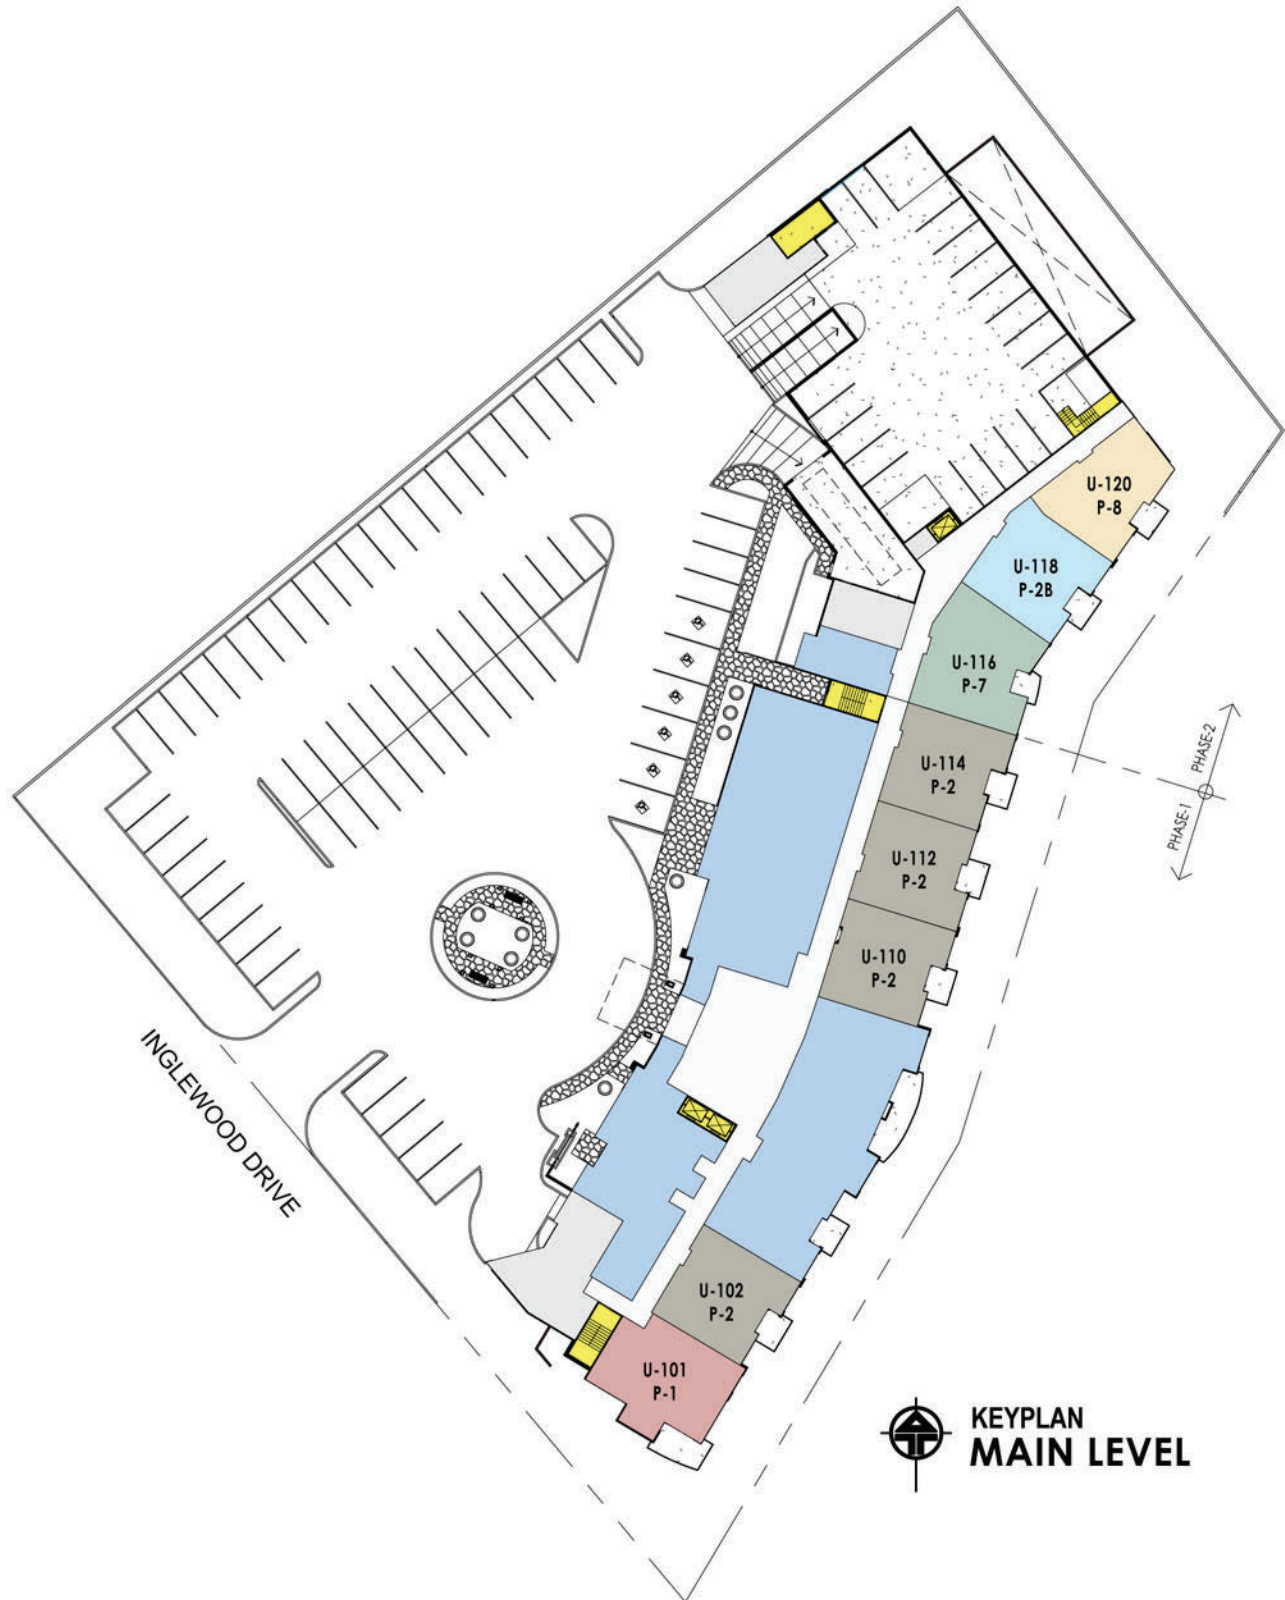 U-120
P-8
U-118
P-2B
U-116
P-7
U-114
P-2
PHASE-2
PHASE-1
U-112
P-2
U-110
P-2
INGLEWOOD DRIVE
U-102
P-2
U-101
P-1
KEYPLAN
MAIN LEVEL